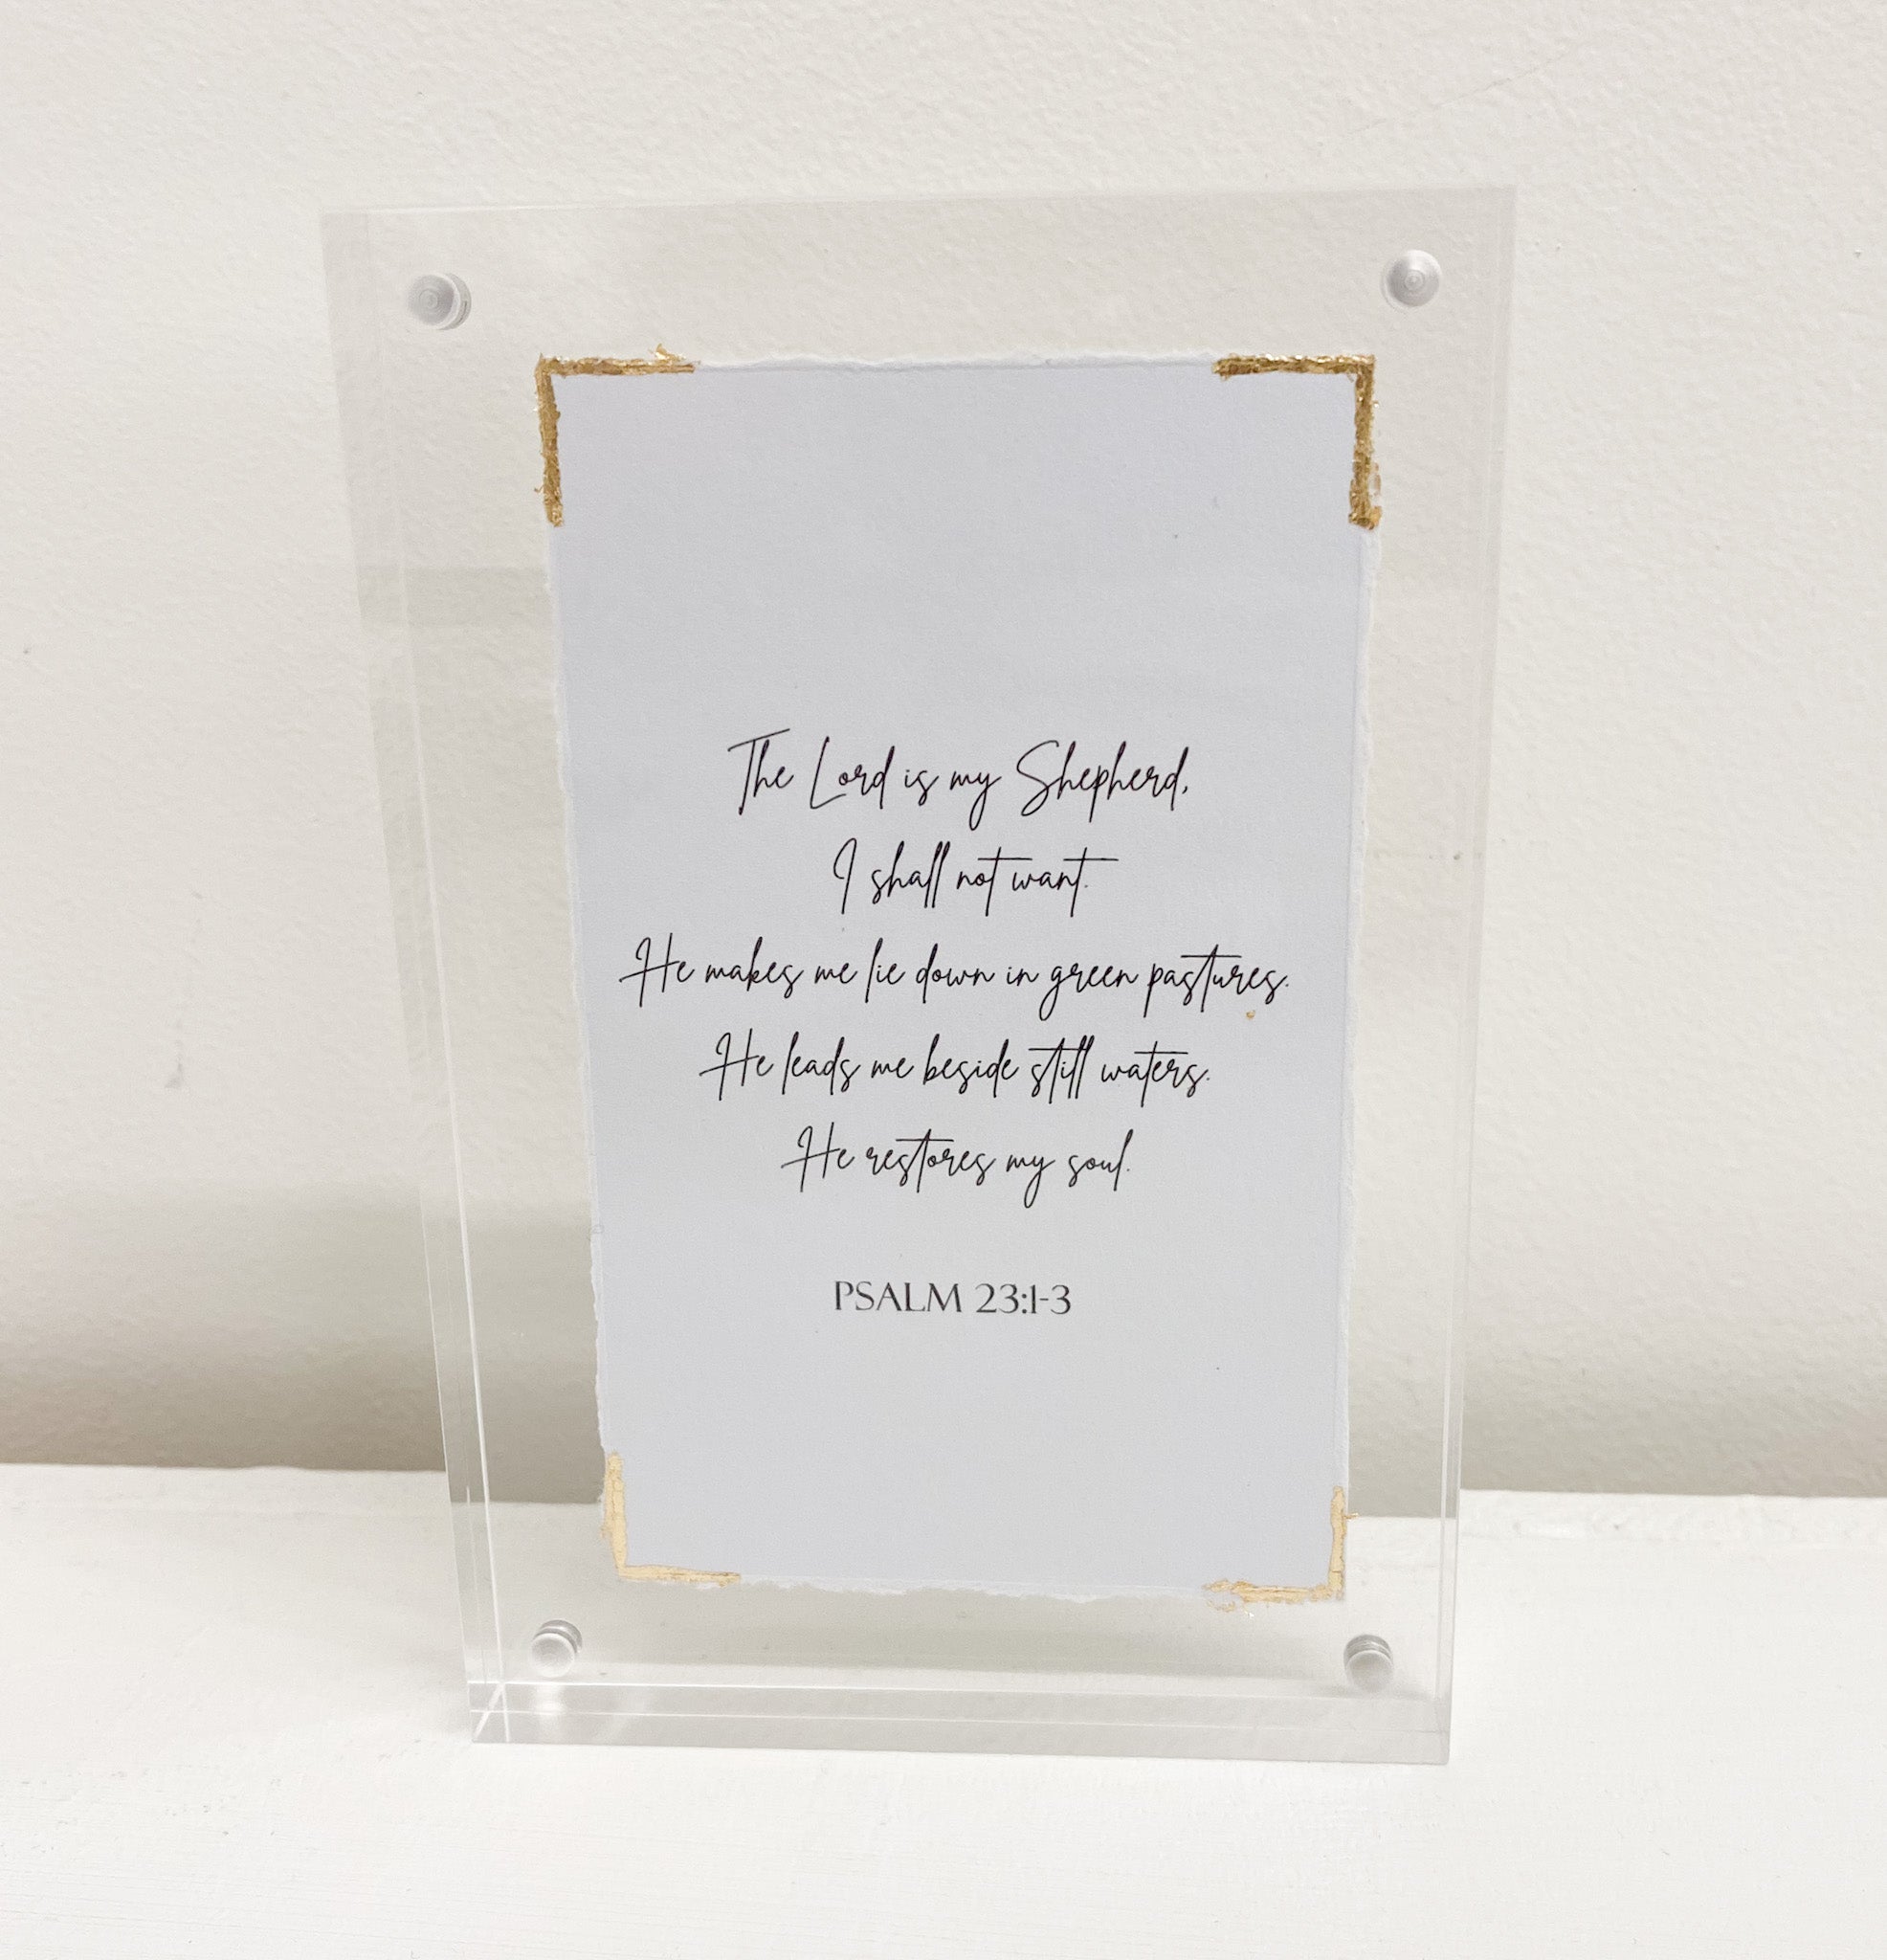 The Lord is my Shepherd,
I shall not want.
He makes me lie down in green pastures.
He leads me beside still waters.
He restores my soul.
PSALM 23:1-3